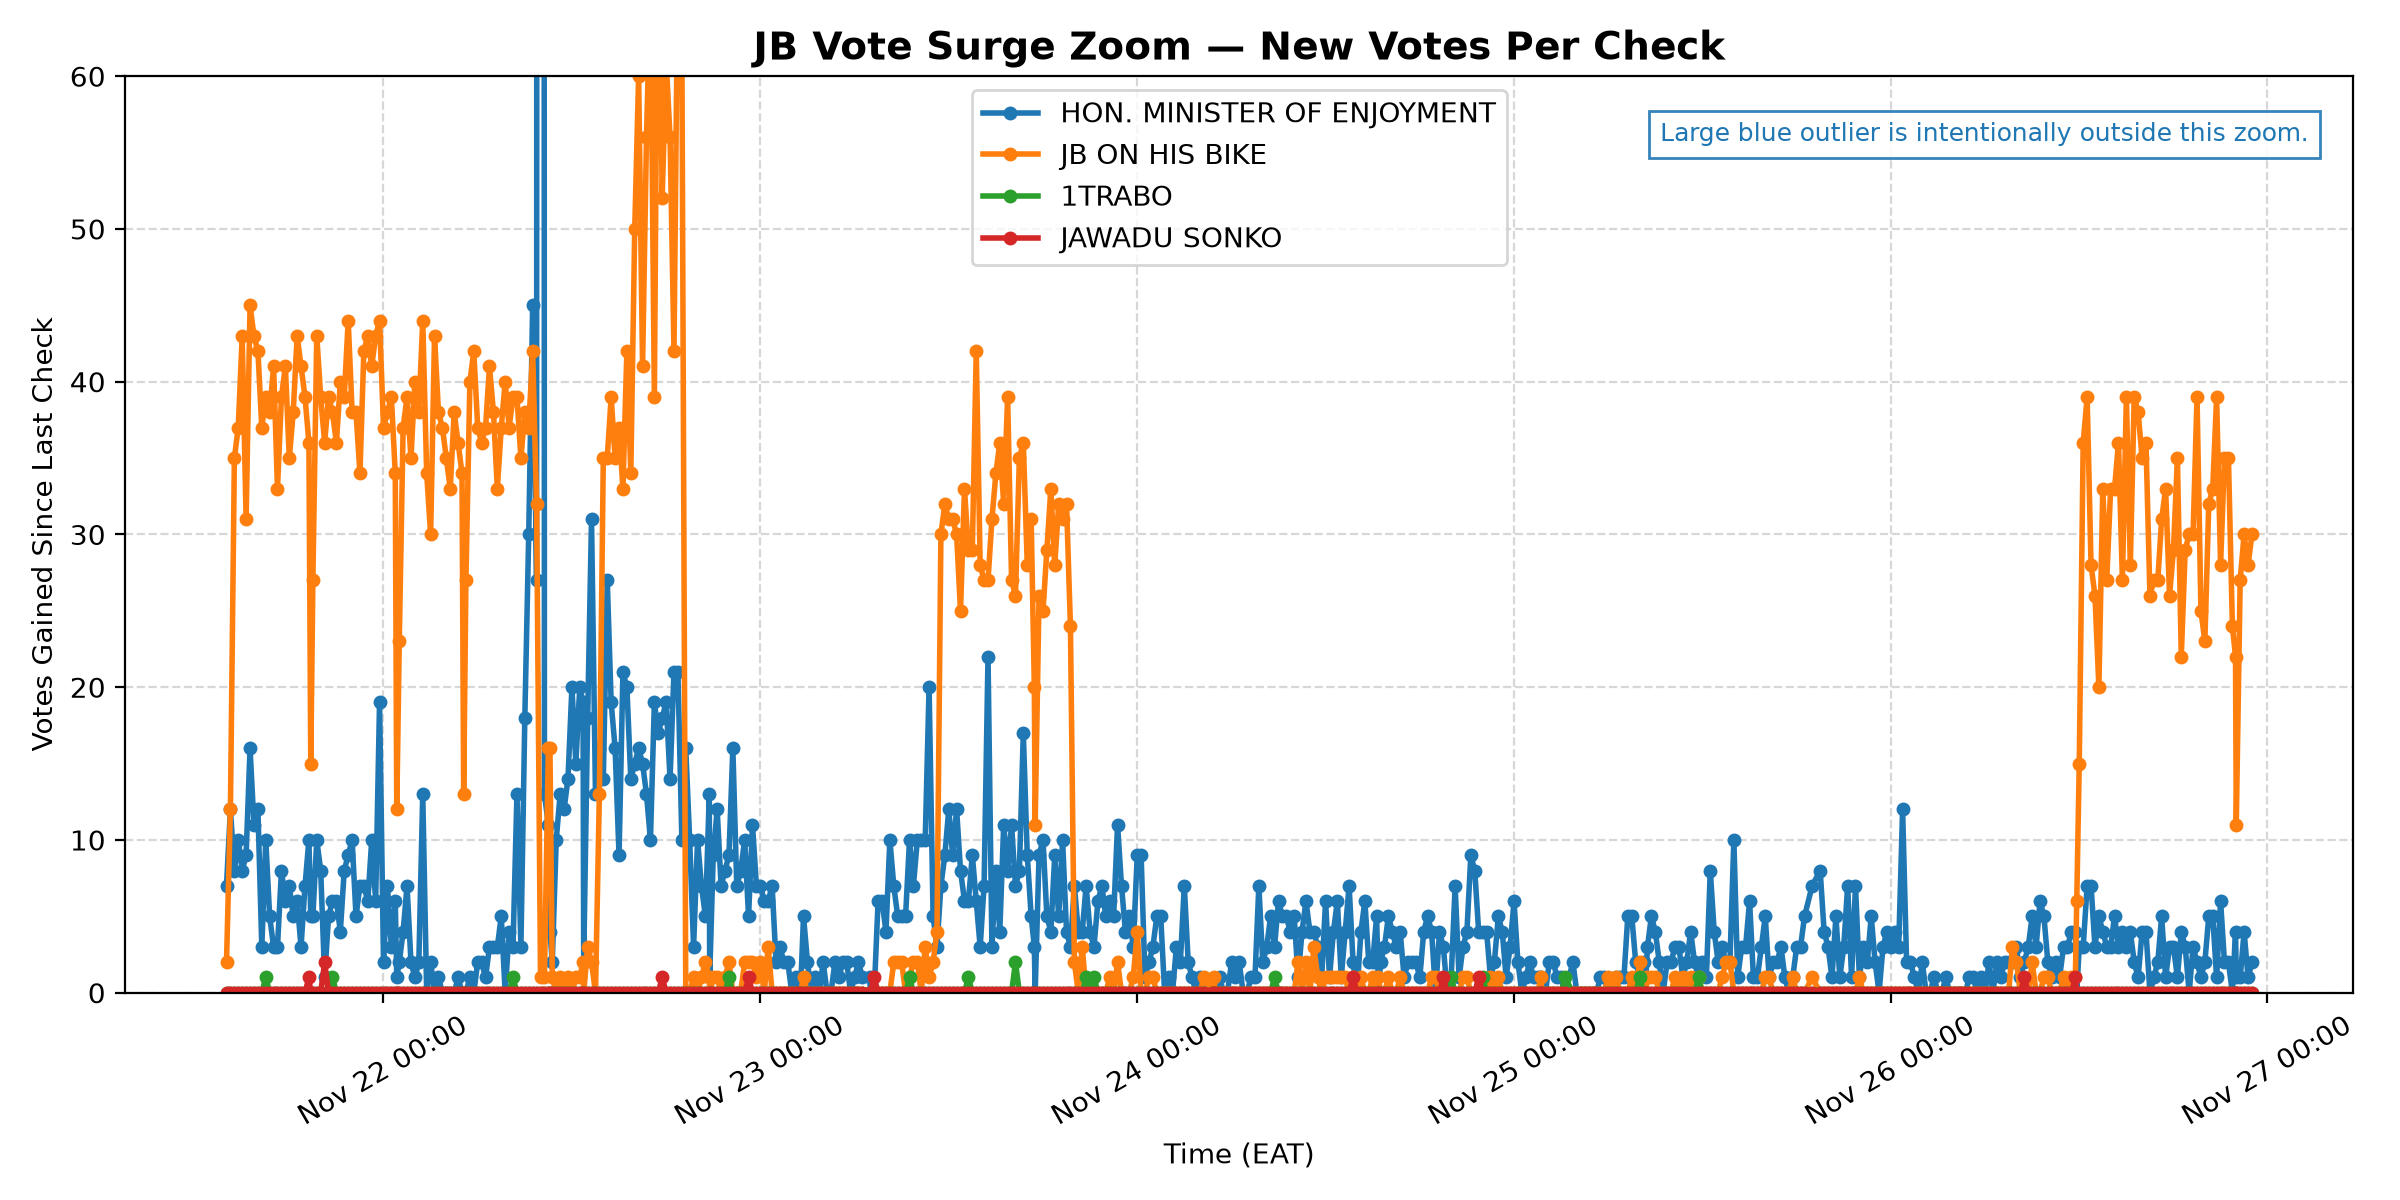 JB Vote Surge Zoom — New Votes Per Check
60
50
40
30
20
10
0
Votes Gained Since Last Check
HON. MINISTER OF ENJOYMENT
JB ON HIS BIKE
1TRABO
JAWADU SONKO
Large blue outlier is intentionally outside this zoom.
Nov 22 00:00
Nov 23 00:00
Nov 24 00:00
Nov 25 00:00
Nov 26 00:00
Nov 27 00:00
Time (EAT)